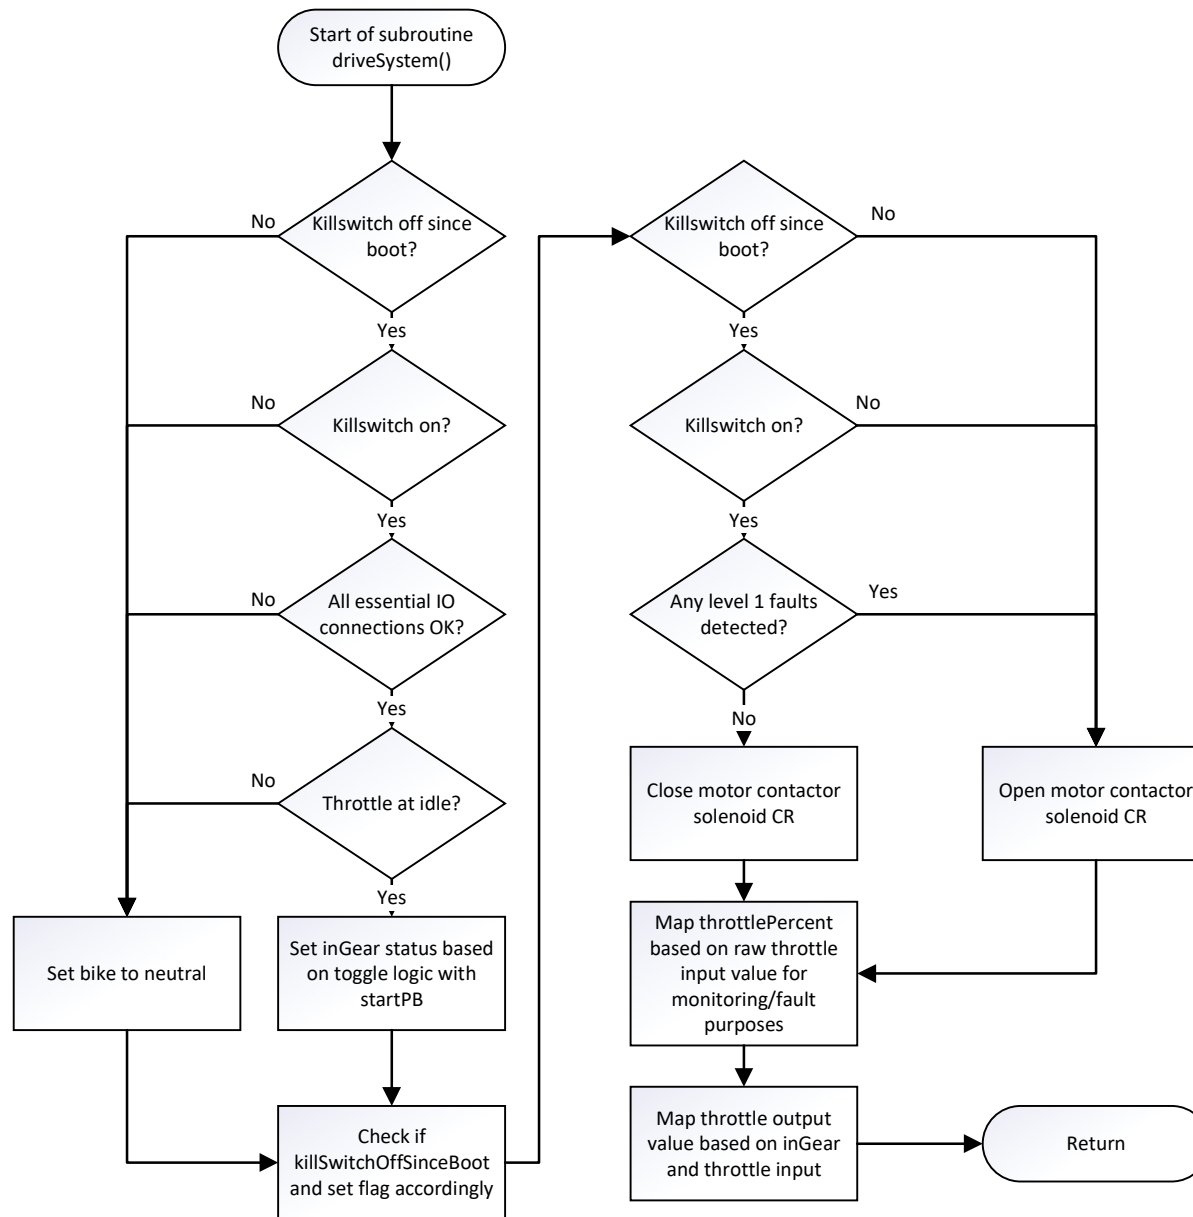 Start of subroutine
driveSystem()
Killswitch off since
boot?
No
Yes
Killswitch on?
No
Yes
All essential IO
connections OK?
No
Yes
Throttle at idle?
No
Yes
Set bike to neutral
Set inGear status based
on toggle logic with
startPB
Check if
killSwitchOffSinceBoot
and set flag accordingly
Killswitch off since
boot?
No
Yes
Killswitch on?
No
Yes
Any level 1 faults
detected?
Yes
No
Close motor contactor
solenoid CR
Open motor contactor
solenoid CR
Map throttlePercent
based on raw throttle
input value for
monitoring/fault
purposes
Map throttle output
value based on inGear
and throttle input
Return